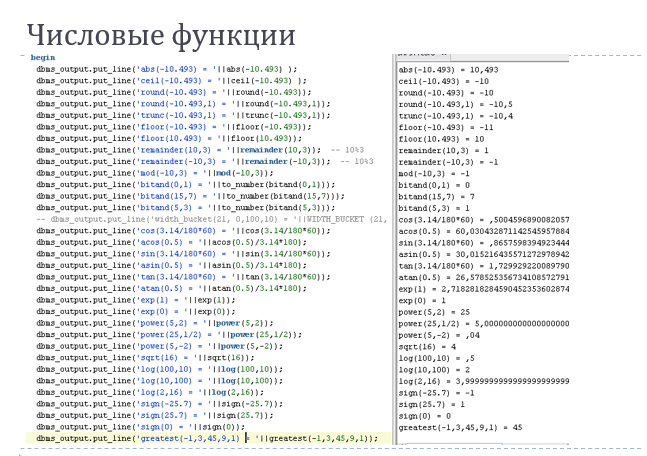 Числовые функции
begin
dbms_output.put_line('abs(-10.493) = '||abs(-10.493) );
dbms_output.put_line('ceil(-10.493) = '||ceil(-10.493) );
dbms_output.put_line('round(-10.493) = '||round(-10.493));
dbms_output.put_line('round(-10.493,1) = '||round(-10.493,1));
dbms_output.put_line('trunc(-10.493,1) = '||trunc(-10.493,1));
dbms_output.put_line('floor(-10.493) = '||floor(-10.493));
dbms_output.put_line('floor(10.493) = '||floor(10.493));
dbms_output.put_line('remainder(10,3) = '||remainder(10,3)); -- 10%3
dbms_output.put_line('remainder(-10,3) = '||remainder(-10,3)); -- 10%3
dbms_output.put_line('mod(-10,3) = '||mod(-10,3));
dbms_output.put_line('bitand(0,1) = '||to_number(bitand(0,1)));
dbms_output.put_line('bitand(15,7) = '||to_number(bitand(15,7)));
dbms_output.put_line('bitand(5,3) = '||to_number(bitand(5,3)));
-- dbms_output.put_line('width_bucket(21, 0,100,10) = '||WIDTH_BUCKET (21,
dbms_output.put_line('cos(3.14/180*60) = '||cos(3.14/180*60));
dbms_output.put_line('acos(0.5) = '||acos(0.5)/3.14*180);
dbms_output.put_line('sin(3.14/180*60) = '||sin(3.14/180*60));
dbms_output.put_line('asin(0.5) = '||asin(0.5)/3.14*180);
dbms_output.put_line('tan(3.14/180*60) = '||tan(3.14/180*60));
dbms_output.put_line('atan(0.5) = '||atan(0.5)/3.14*180);
dbms_output.put_line('exp(1) = '||exp(1));
dbms_output.put_line('exp(0) = '||exp(0));
dbms_output.put_line('power(5,2) = '||power(5,2));
dbms_output.put_line('power(25,1/2) = '||power(25,1/2));
dbms_output.put_line('power(5,-2) = '||power(5,-2));
dbms_output.put_line('sqrt(16) = '||sqrt(16));
dbms_output.put_line('log(100,10) = '||log(100,10));
dbms_output.put_line('log(10,100) = '||log(10,100));
dbms_output.put_line('log(2,16) = '||log(2,16));
dbms_output.put_line('sign(-25.7) = '||sign(-25.7));
dbms_output.put_line('sign(25.7) = '||sign(25.7));
dbms_output.put_line('sign(0) = '||sign(0));
dbms_output.put_line('greatest(-1,3,45,9,1) = '||greatest(-1,3,45,9,1));
abs(-10.493) = 10,493
ceil(-10.493) = -10
round(-10.493) = -10
round(-10.493,1) = -10,5
trunc(-10.493,1) = -10,4
floor(-10.493) = -11
floor(10.493) = 10
remainder(10,3) = 1
remainder(-10,3) = -1
mod(-10,3) = -1
bitand(0,1) = 0
bitand(15,7) = 7
bitand(5,3) = 1
cos(3.14/180*60) = ,5004596890082057
acos(0.5) = 60,0304328711425459578​84
sin(3.14/180*60) = ,8657598394923444
asin(0.5) = 30,0152164355712729789​42
tan(3.14/180*60) = 1,729929220089790
atan(0.5) = 26,5785253567341085727​91
exp(1) = 2,7182818284590452353602874
exp(0) = 1
power(5,2) = 25
power(25,1/2) = 5,0000000000000000
power(5,-2) = ,04
sqrt(16) = 4
log(100,10) = ,5
log(10,100) = 2
log(2,16) = 3,99999999999999999999
sign(-25.7) = -1
sign(25.7) = 1
sign(0) = 0
greatest(-1,3,45,9,1) = 45